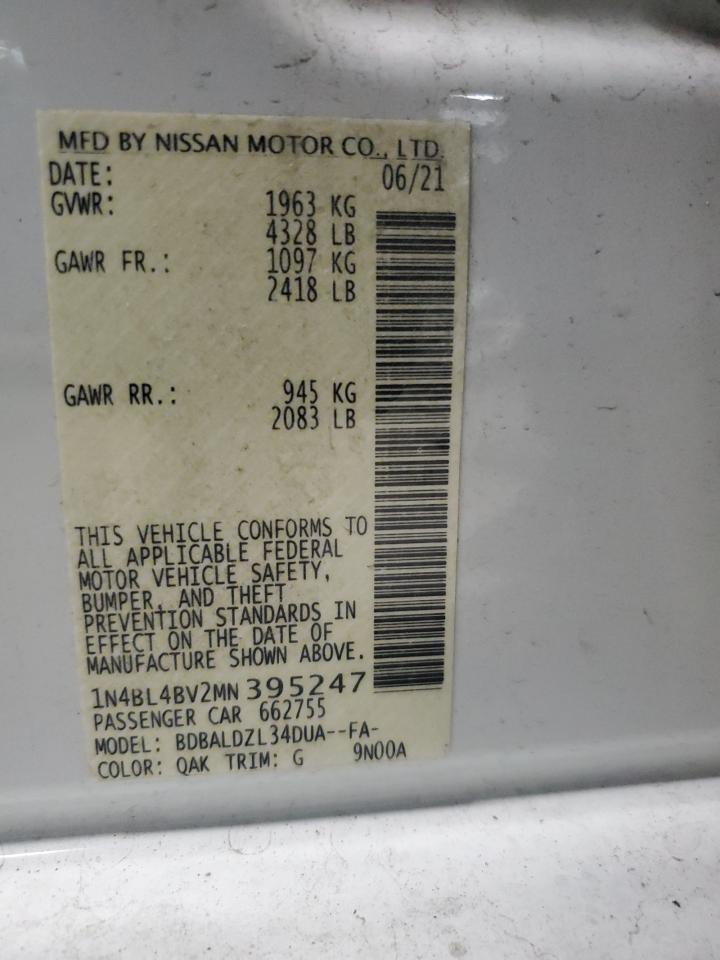 MFD BY NISSAN MOTOR CO., LTD.
DATE: 06/21
GVWR: 1963 KG
4328 LB
GAWR FR.: 1097 KG
2418 LB
GAWR RR.: 945 KG
2083 LB
THIS VEHICLE CONFORMS TO
ALL APPLICABLE FEDERAL
MOTOR VEHICLE SAFETY,
BUMPER, AND THEFT
PREVENTION STANDARDS IN
EFFECT ON THE DATE OF
MANUFACTURE SHOWN ABOVE.
1N4BL4BV2MN395247
PASSENGER CAR 662755
MODEL: BDBALDZL34DUA--FA-
COLOR: QAK TRIM: G 9N00A